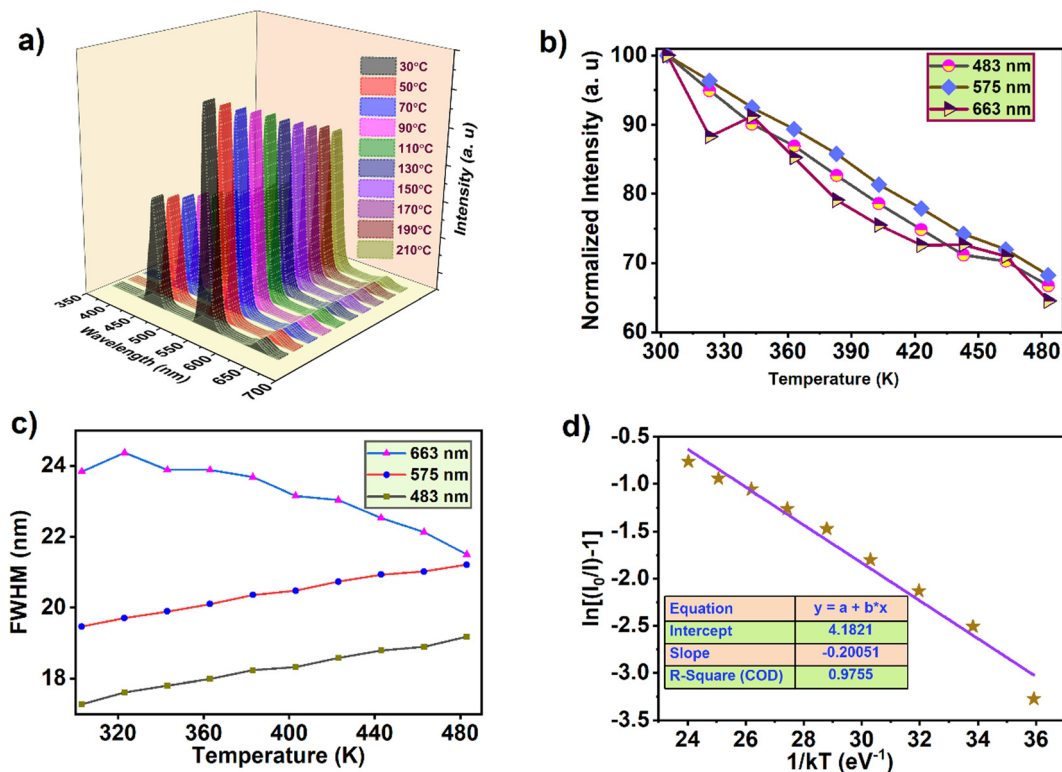 a)
30°C
50°C
70°C
90°C
110°C
130°C
150°C
170°C
190°C
210°C
Intensity (a. u)
350
400
450
500
550
600
650
700
Wavelength (nm)
b)
100
90
80
70
60
Normalized Intensity (a. u)
483 nm
575 nm
663 nm
300 330 360 390 420 450 480
Temperature (K)
c)
24
22
20
18
FWHM (nm)
663 nm
575 nm
483 nm
320 360 400 440 480
Temperature (K)
d)
-0.5
-1.0
-1.5
-2.0
-2.5
-3.0
-3.5
ln[(I₀/I)-1]
Equation y = a + b*x
Intercept 4.1821
Slope -0.20051
R-Square (COD) 0.9755
24 26 28 30 32 34 36
1/kT (eV⁻¹)